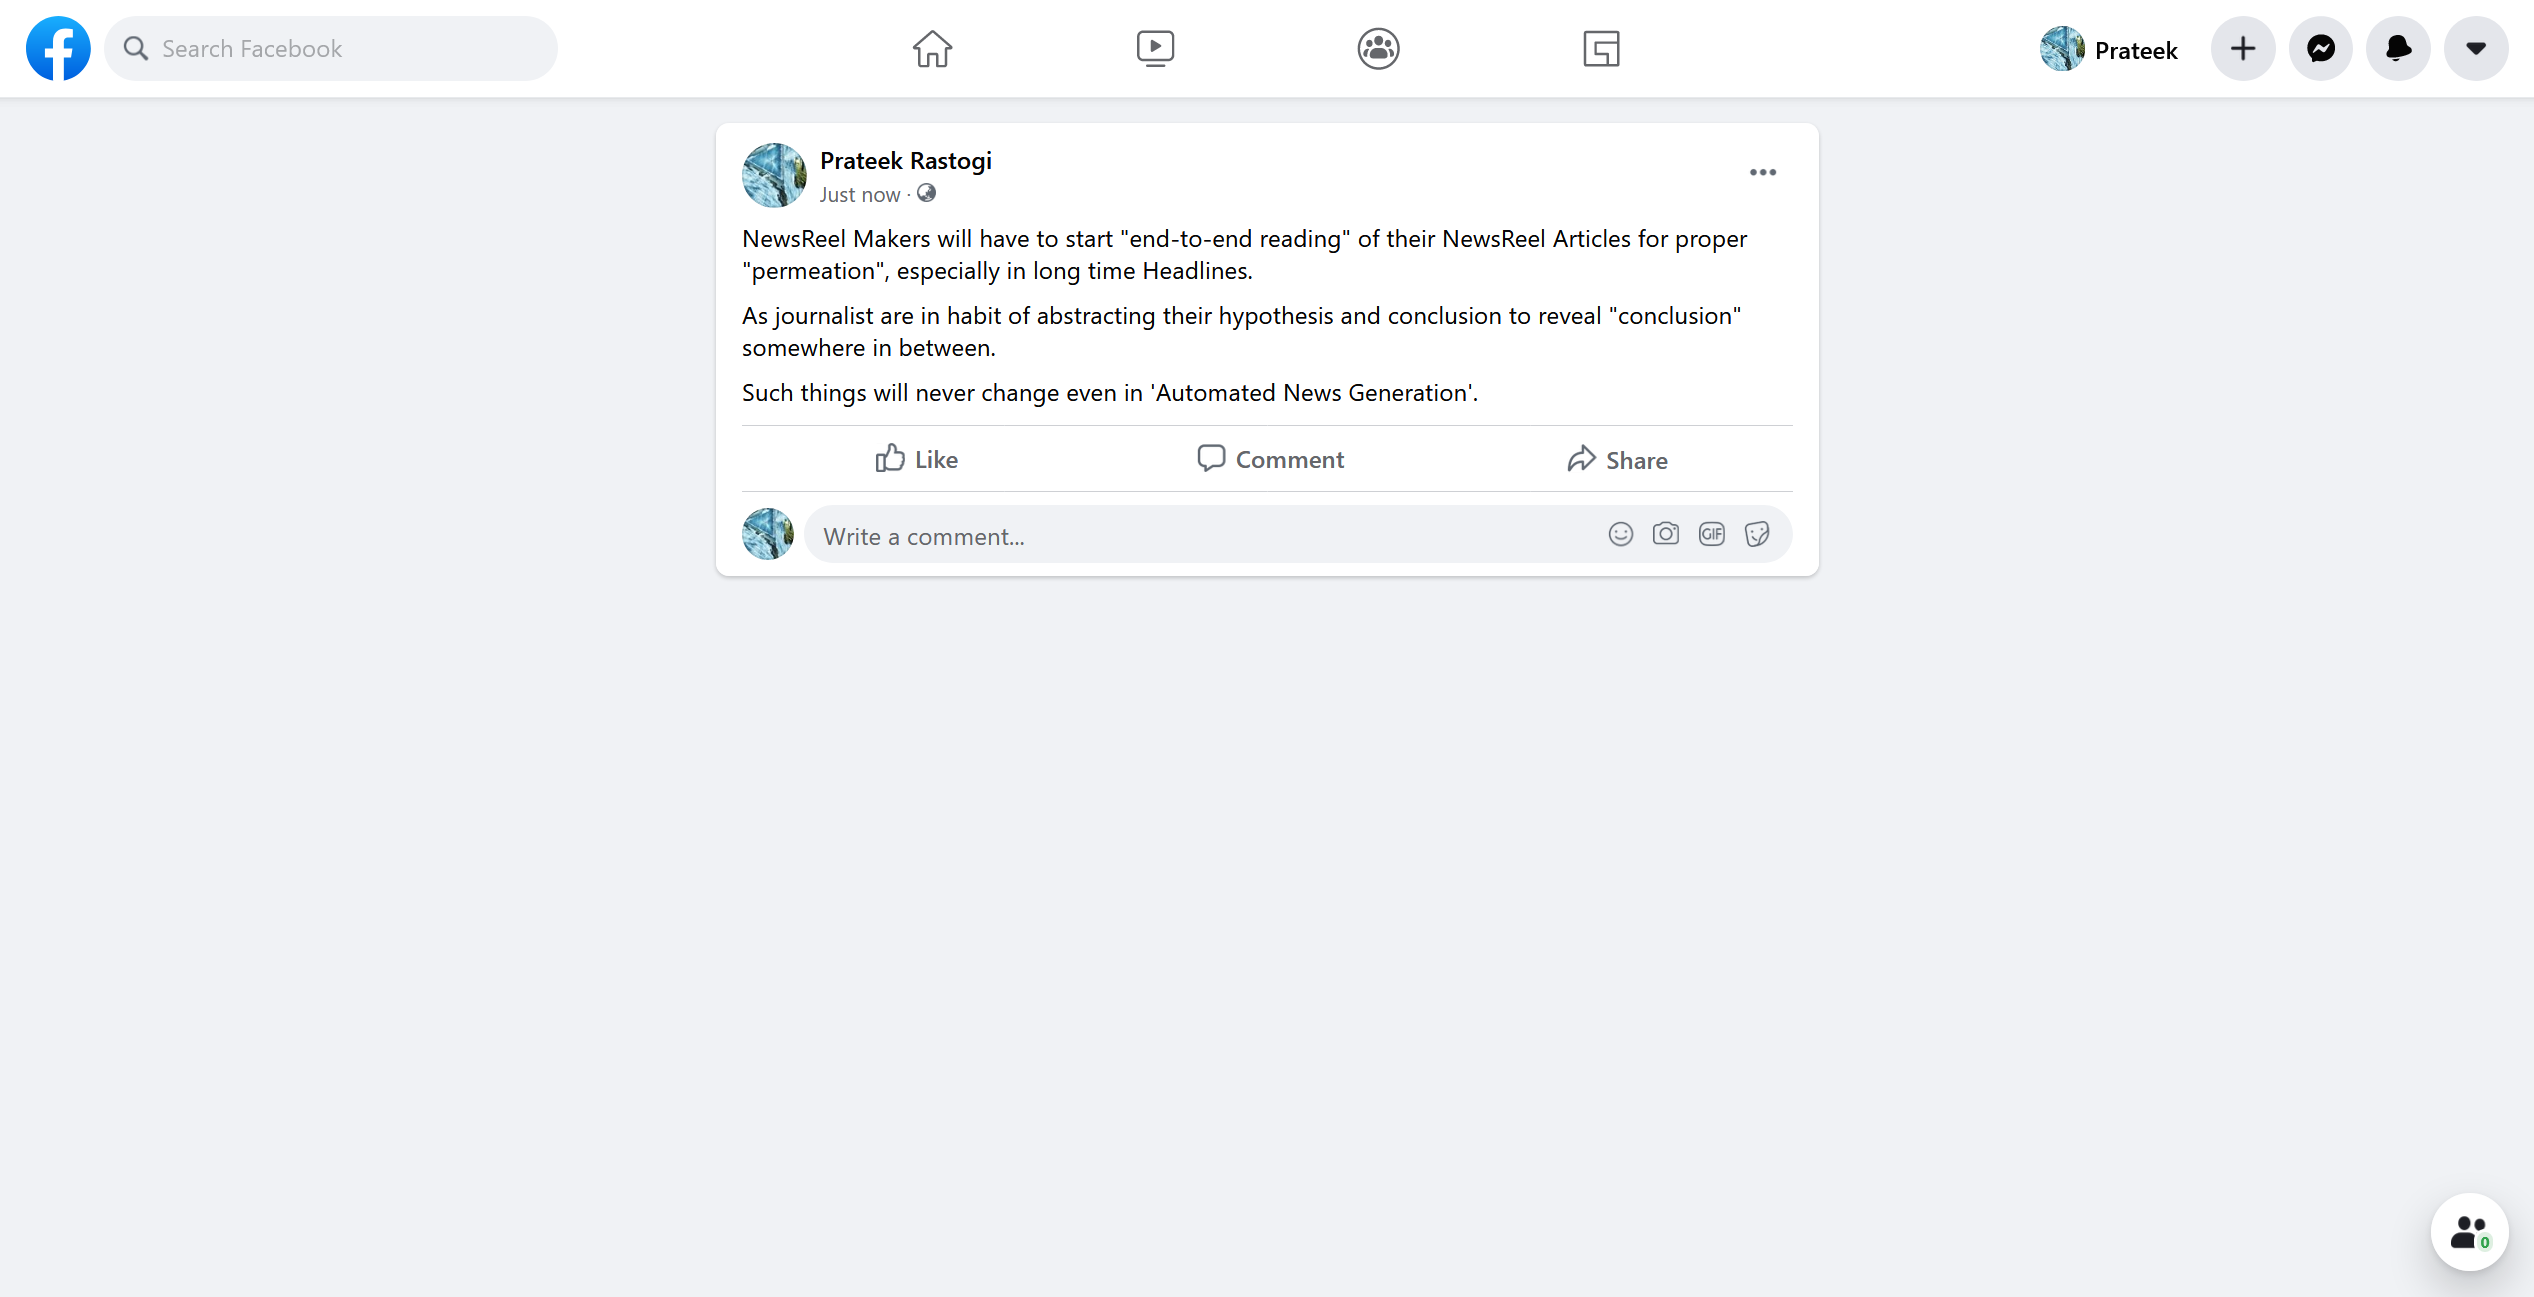 Search Facebook
Prateek
Prateek Rastogi
Just now ·
NewsReel Makers will have to start "end-to-end reading" of their NewsReel Articles for proper
"permeation", especially in long time Headlines.
As journalist are in habit of abstracting their hypothesis and conclusion to reveal "conclusion"
somewhere in between.
Such things will never change even in 'Automated News Generation'.
Like
Comment
Share
Write a comment...
GIF
0